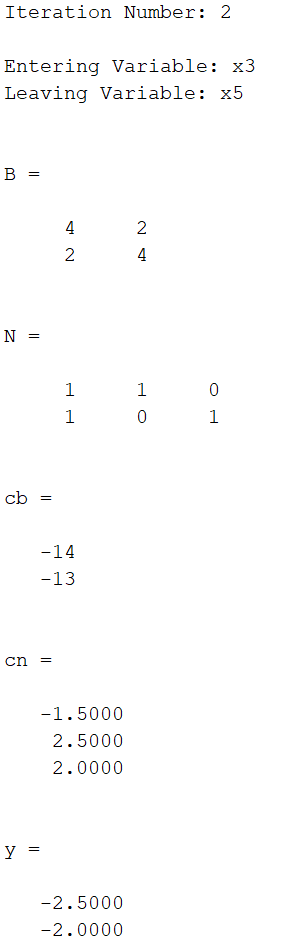 Iteration Number: 2
Entering Variable: x3
Leaving Variable: x5
B =
4 2
2 4
N =
1 1 0
1 0 1
cb =
-14
-13
cn =
-1.5000
2.5000
2.0000
y =
-2.5000
-2.0000